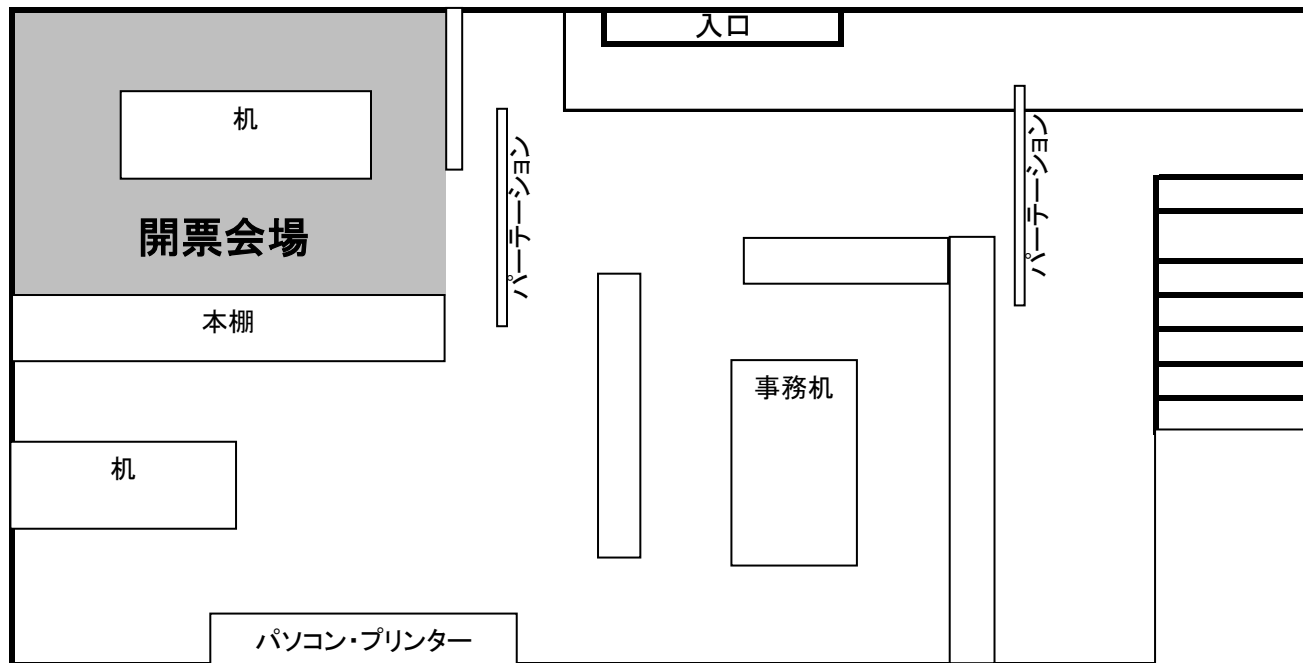 入口
机
パーテーション
パーテーション
開票会場
本棚
事務机
机
パソコン・プリンター